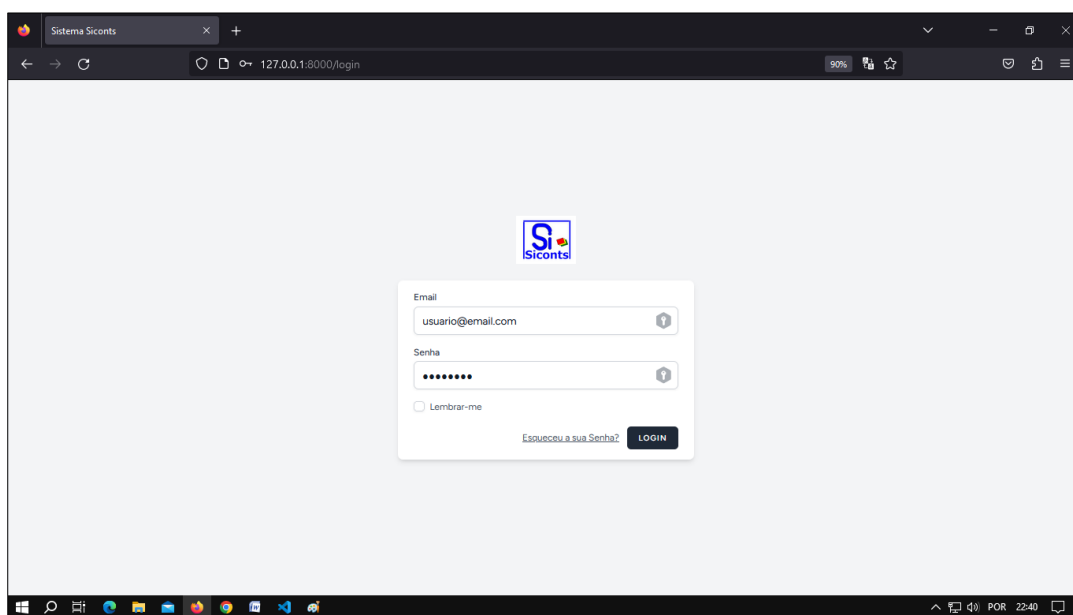 Sistema Siconts
127.0.0.1:8000/login
90%
Si
Siconts
Email
usuario@email.com
Senha
Lembrar-me
Esqueceu a sua Senha?
LOGIN
POR
22:40